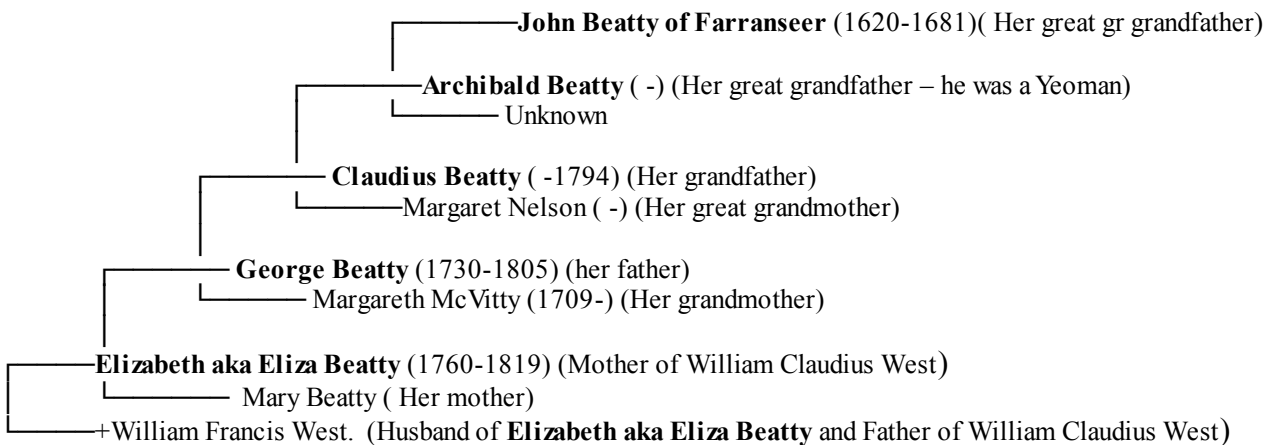 John Beatty of Farranseer (1620-1681)( Her great gr grandfather)
Archibald Beatty ( -) (Her great grandfather – he was a Yeoman)
Unknown
Claudius Beatty ( -1794) (Her grandfather)
Margaret Nelson ( -) (Her great grandmother)
George Beatty (1730-1805) (her father)
Margareth McVitty (1709-) (Her grandmother)
Elizabeth aka Eliza Beatty (1760-1819) (Mother of William Claudius West)
Mary Beatty ( Her mother)
+William Francis West. (Husband of Elizabeth aka Eliza Beatty and Father of William Claudius West)